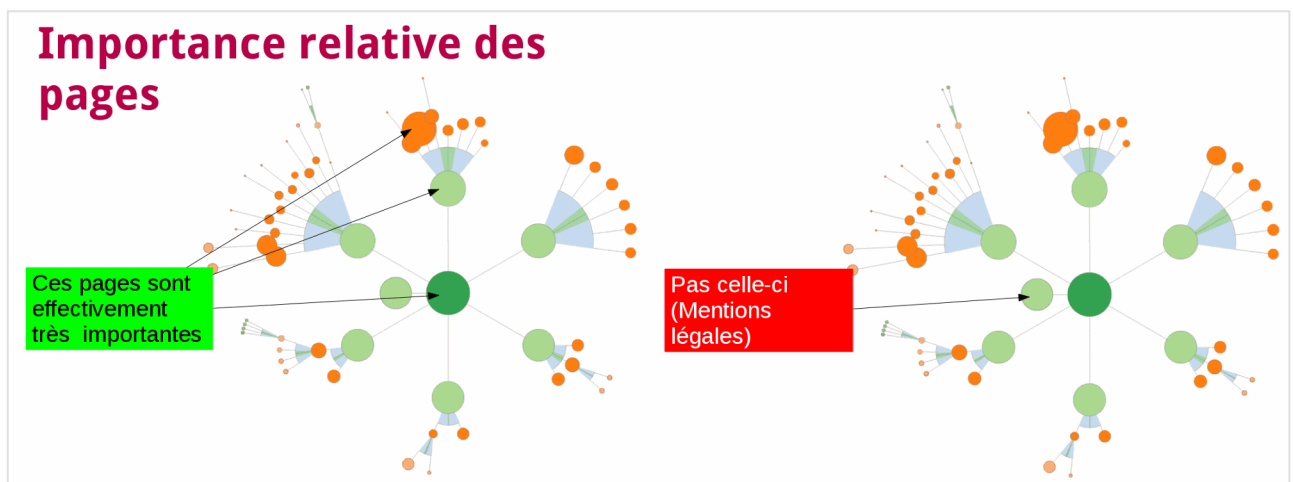 Importance relative des
pages
Ces pages sont
effectivement
très  importantes
Pas celle-ci
(Mentions
légales)